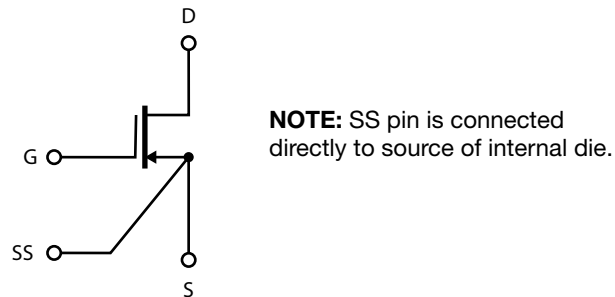 D
NOTE: SS pin is connected
directly to source of internal die.
G
SS
S